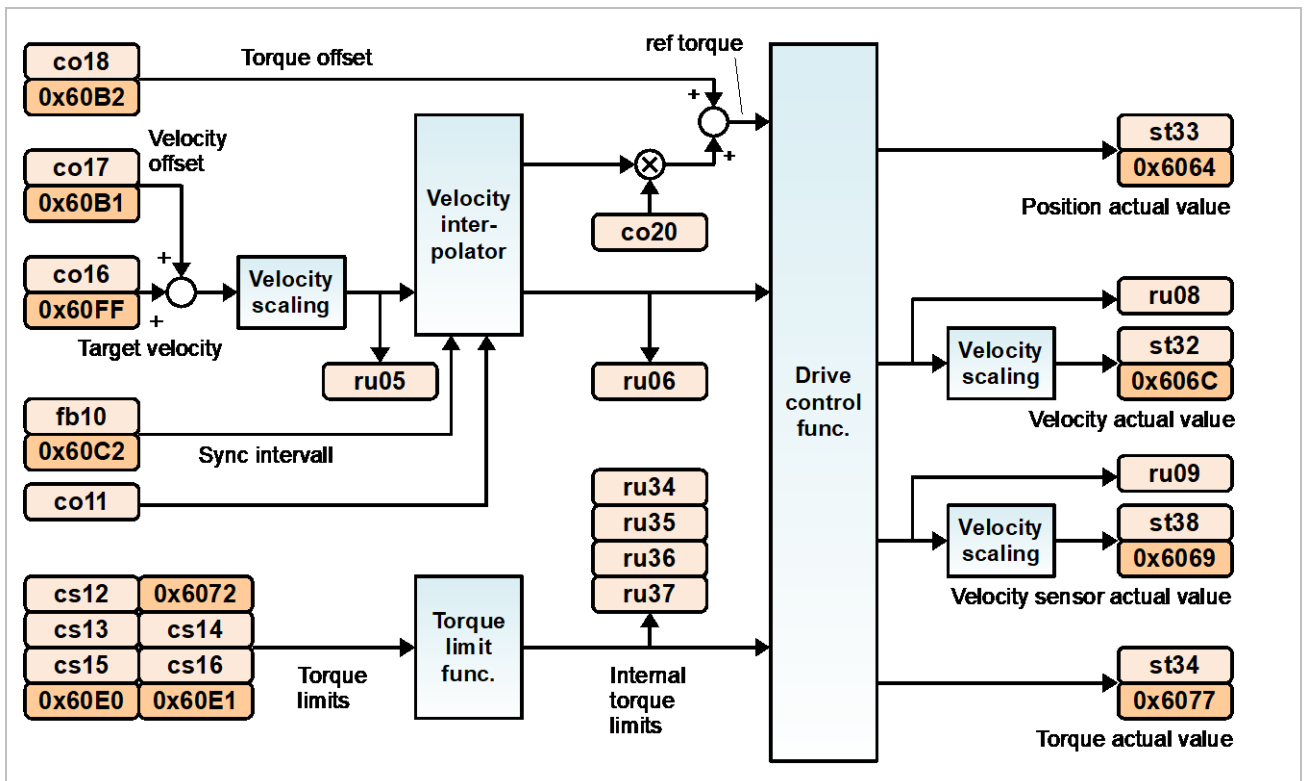 co18
0x60B2
Torque offset
ref torque
+
+
co17
0x60B1
Velocity
offset
co16
0x60FF
+
+
Target velocity
Velocity
scaling
ru05
Velocity
inter-
polator
co20
ru06
fb10
0x60C2
Sync intervall
co11
cs12 0x6072
cs13 cs14
cs15 cs16
0x60E0 0x60E1
Torque
limits
Torque
limit
func.
ru34
ru35
ru36
ru37
Internal
torque
limits
Drive
control
func.
st33
0x6064
Position actual value
ru08
Velocity
scaling
st32
0x606C
Velocity actual value
ru09
Velocity
scaling
st38
0x6069
Velocity sensor actual value
st34
0x6077
Torque actual value